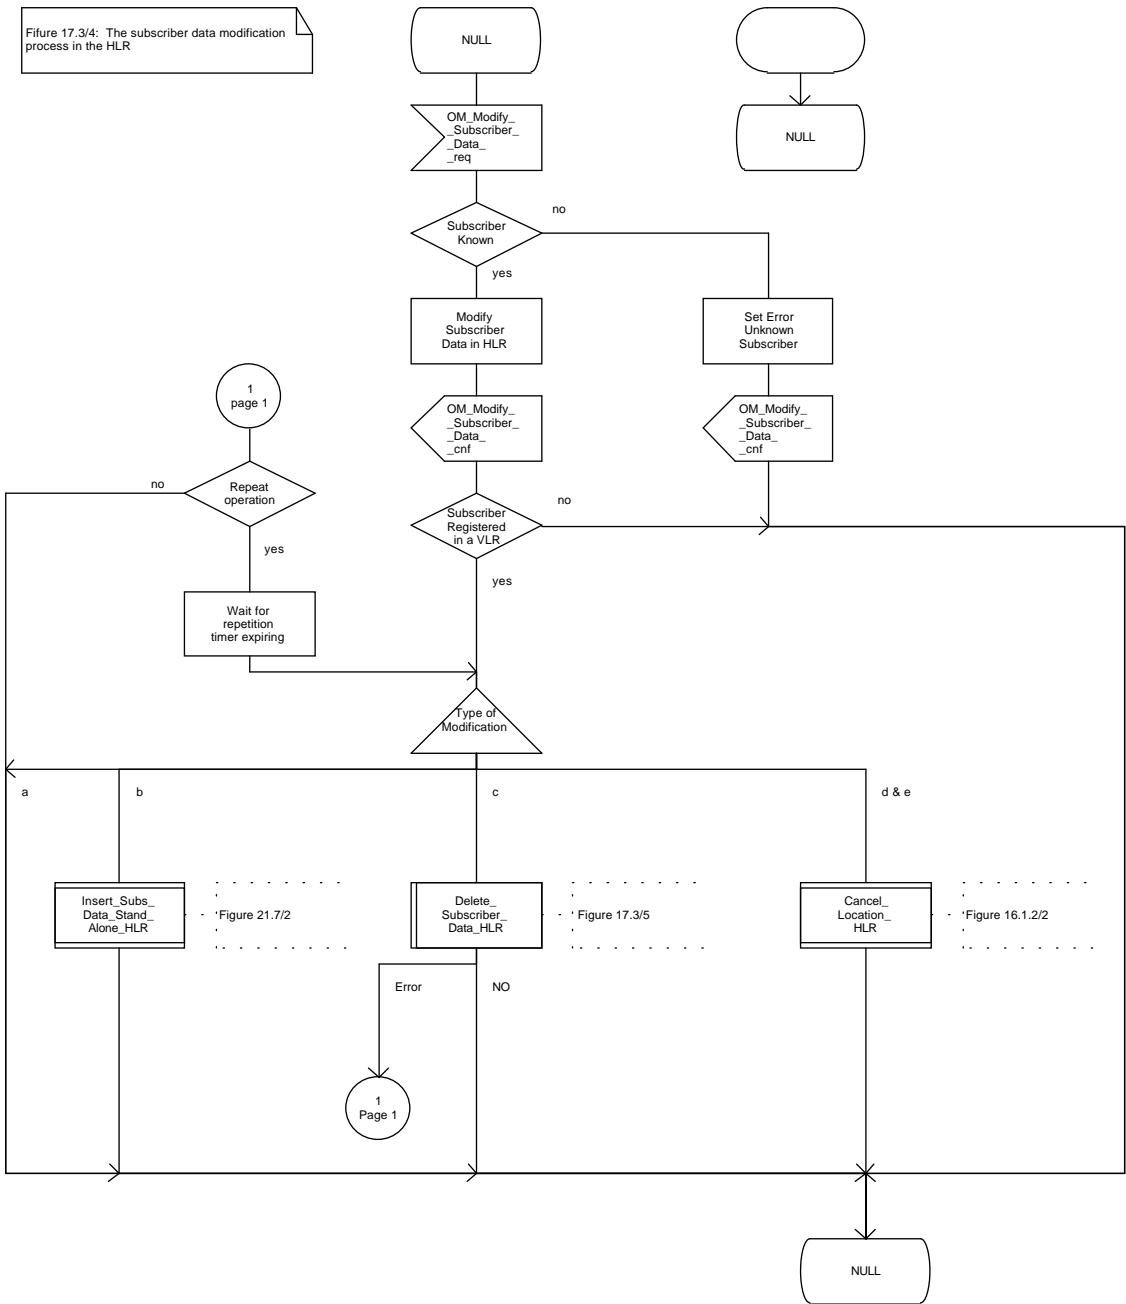 Fifure 17.3/4: The subscriber data modification
process in the HLR
NULL
NULL
OM_Modify_
_Subscriber_
_Data_
_req
Subscriber
Known
no
yes
Modify
Subscriber
Data in HLR
Set Error
Unknown
Subscriber
1
page 1
OM_Modify_
_Subscriber_
_Data_
_cnf
OM_Modify_
_Subscriber_
_Data_
_cnf
no
Repeat
operation
yes
Subscriber
Registered
in a VLR
no
yes
Wait for
repetition
timer expiring
Type of
Modification
a
b
c
d & e
Insert_Subs_
Data_Stand_
Alone_HLR
Figure 21.7/2
Delete_
Subscriber_
Data_HLR
Figure 17.3/5
Cancel_
Location_
HLR
Figure 16.1.2/2
Error
NO
1
Page 1
NULL